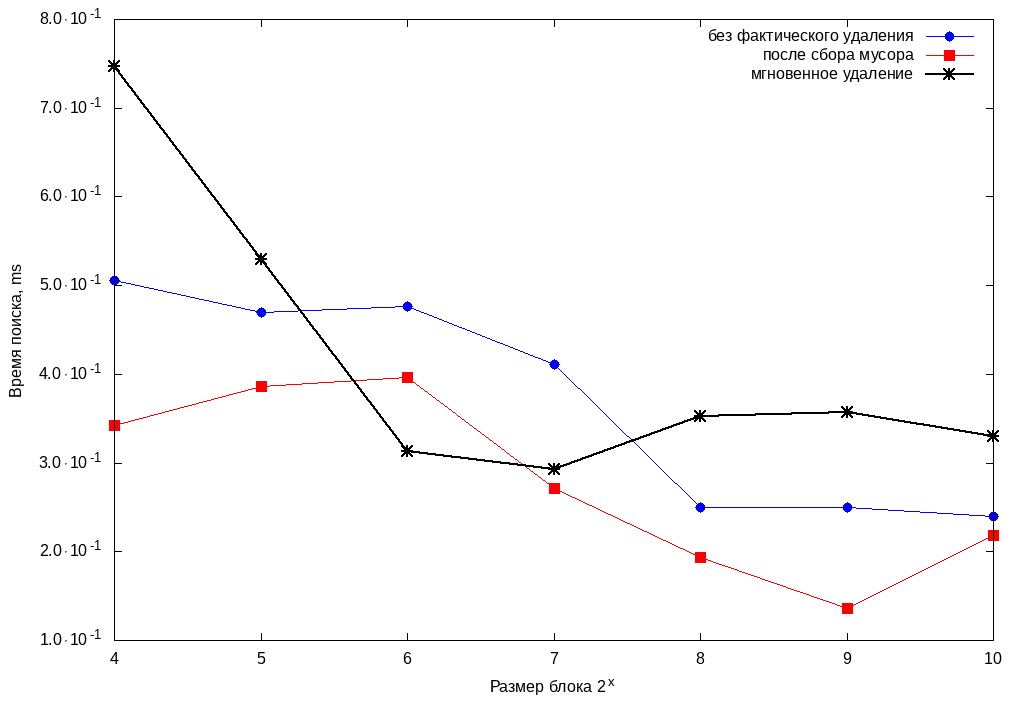 8.0·10^-1
7.0·10^-1
6.0·10^-1
5.0·10^-1
4.0·10^-1
3.0·10^-1
2.0·10^-1
1.0·10^-1
Время поиска, ms
без фактического удаления
после сбора мусора
мгновенное удаление
4 5 6 7 8 9 10
Размер блока 2^x